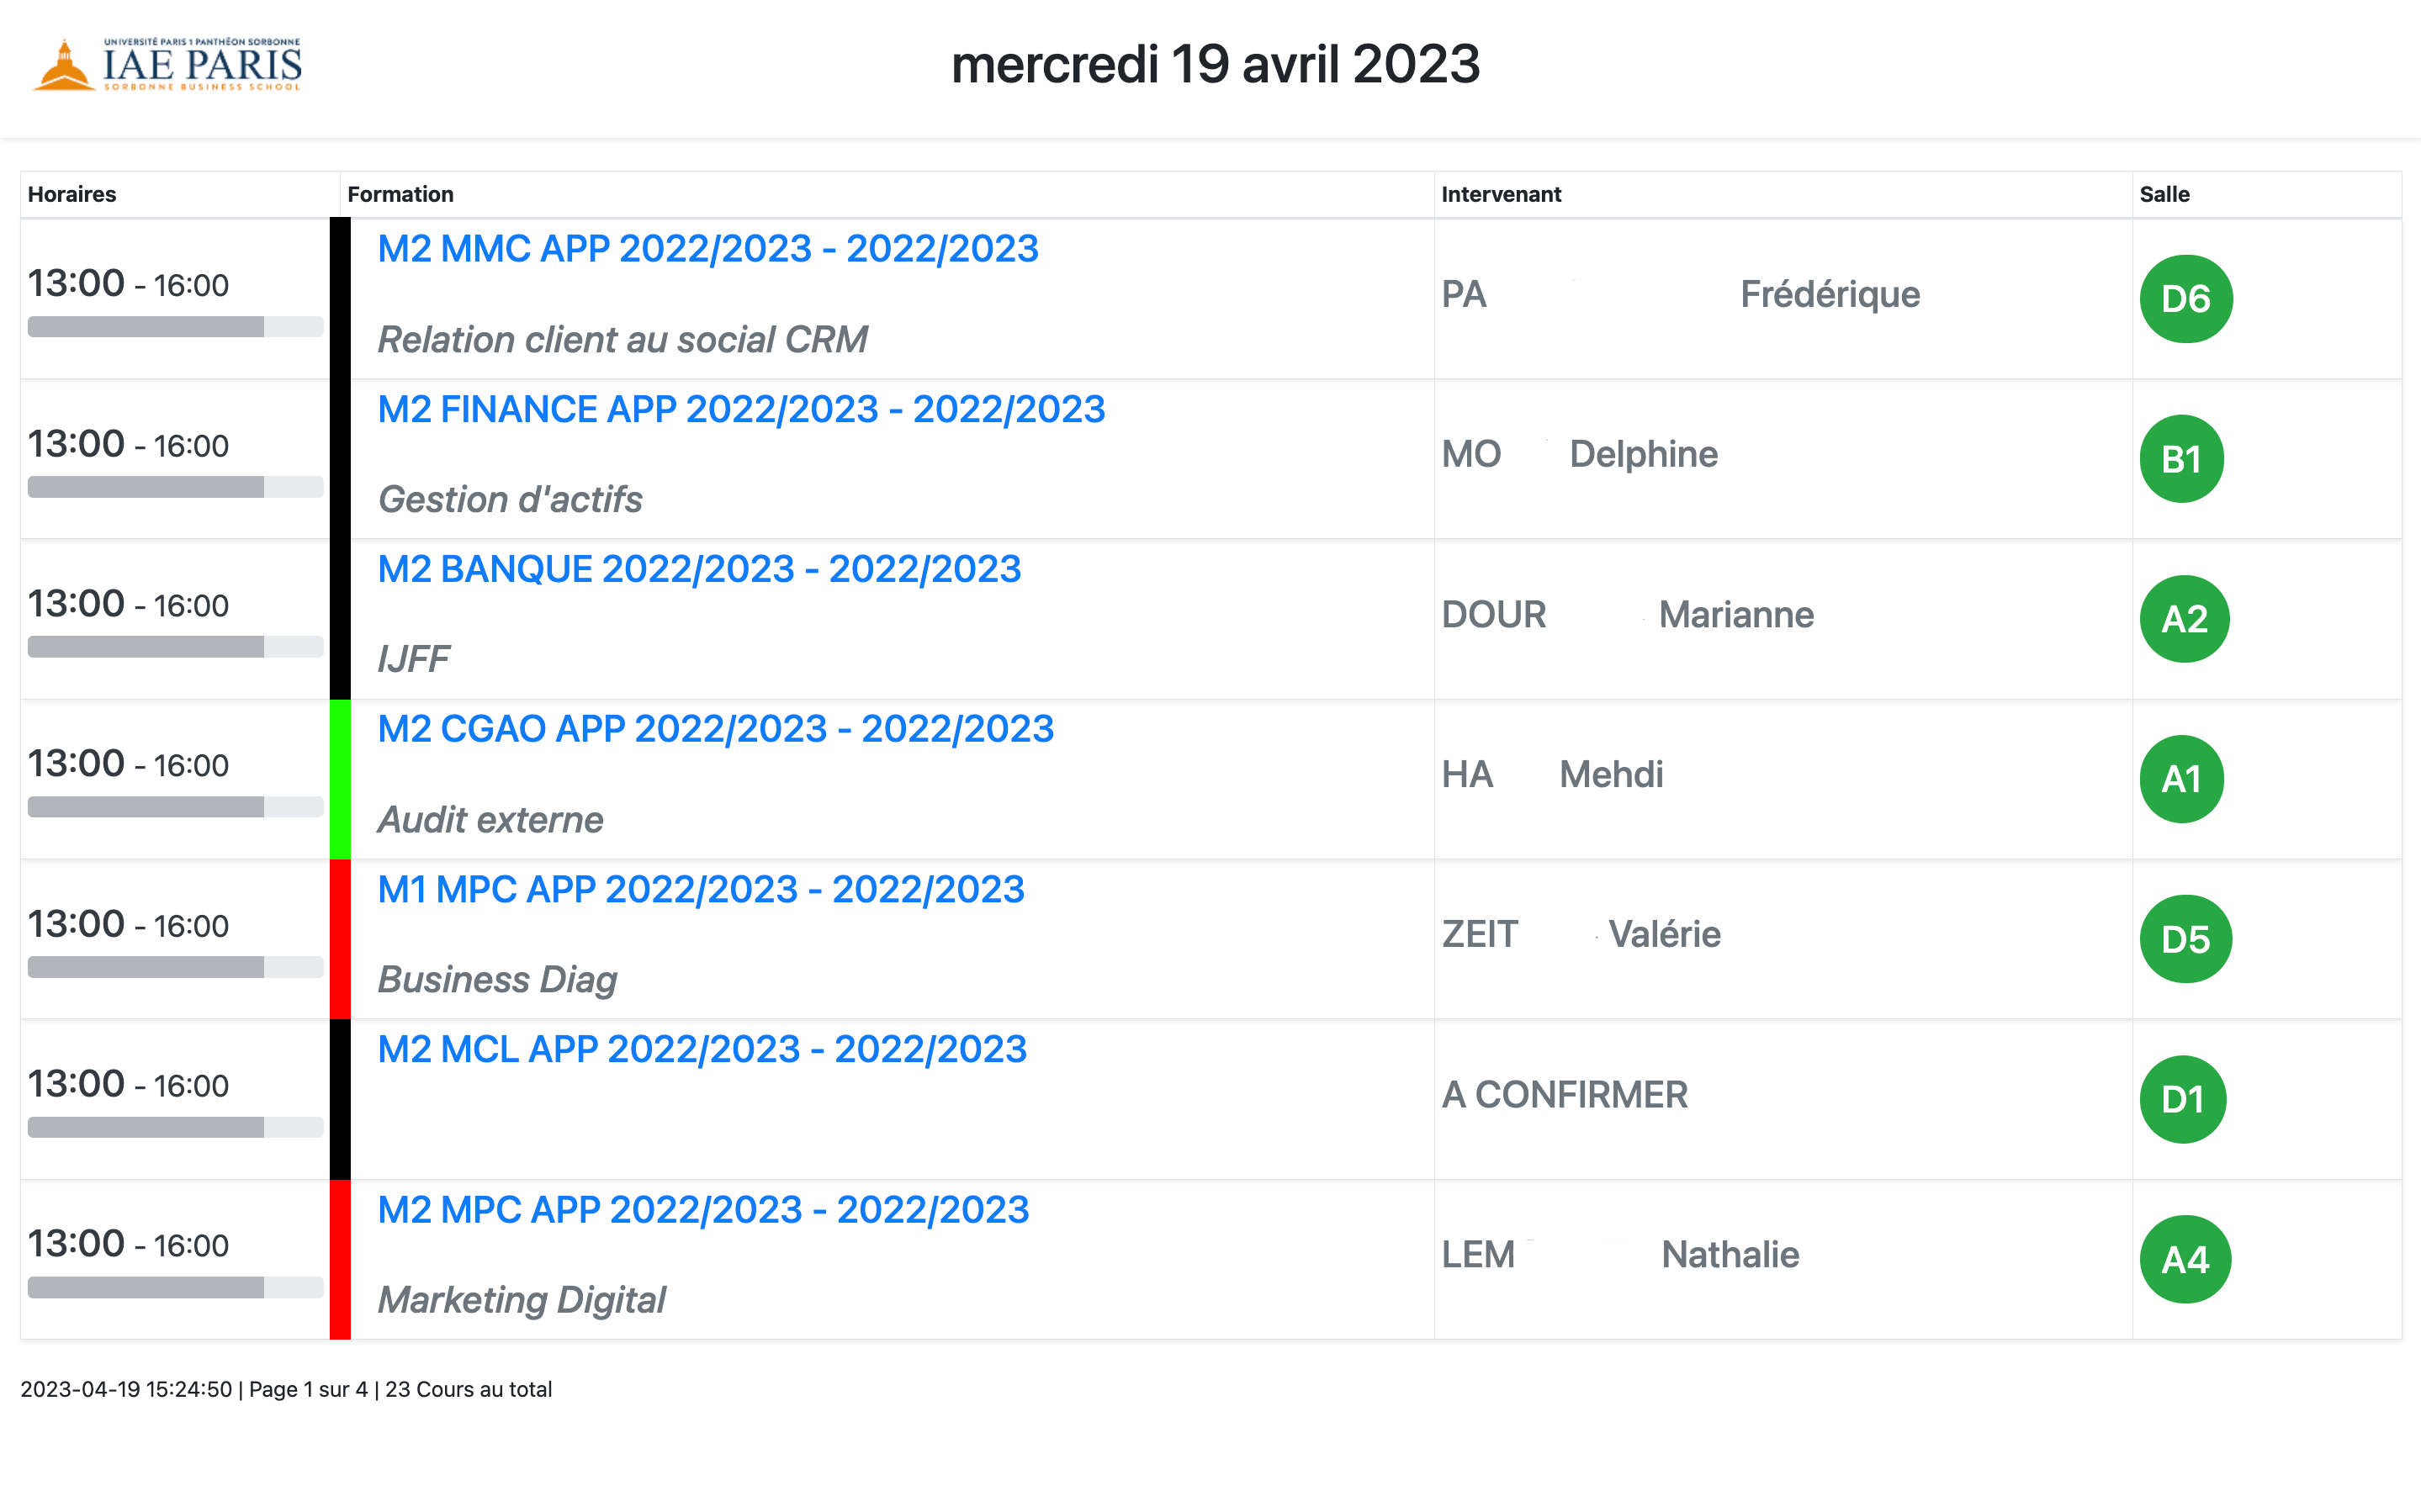 UNIVERSITÉ PARIS 1 PANTHÉON SORBONNE
IAE PARIS
SORBONNE BUSINESS SCHOOL
mercredi 19 avril 2023
Horaires Formation Intervenant Salle
M2 MMC APP 2022/2023 - 2022/2023
13:00 - 16:00 PA Frédérique D6
Relation client au social CRM
M2 FINANCE APP 2022/2023 - 2022/2023
13:00 - 16:00 MO Delphine B1
Gestion d'actifs
M2 BANQUE 2022/2023 - 2022/2023
13:00 - 16:00 DOUR Marianne A2
IJFF
M2 CGAO APP 2022/2023 - 2022/2023
13:00 - 16:00 HA Mehdi A1
Audit externe
M1 MPC APP 2022/2023 - 2022/2023
13:00 - 16:00 ZEIT Valérie D5
Business Diag
M2 MCL APP 2022/2023 - 2022/2023
13:00 - 16:00 A CONFIRMER D1
M2 MPC APP 2022/2023 - 2022/2023
13:00 - 16:00 LEM Nathalie A4
Marketing Digital
2023-04-19 15:24:50 | Page 1 sur 4 | 23 Cours au total